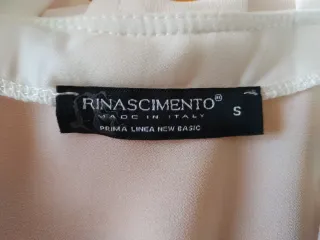 RINASCIMENTO®
MADE IN ITALY
S
PRIMA LINEA NEW BASIC